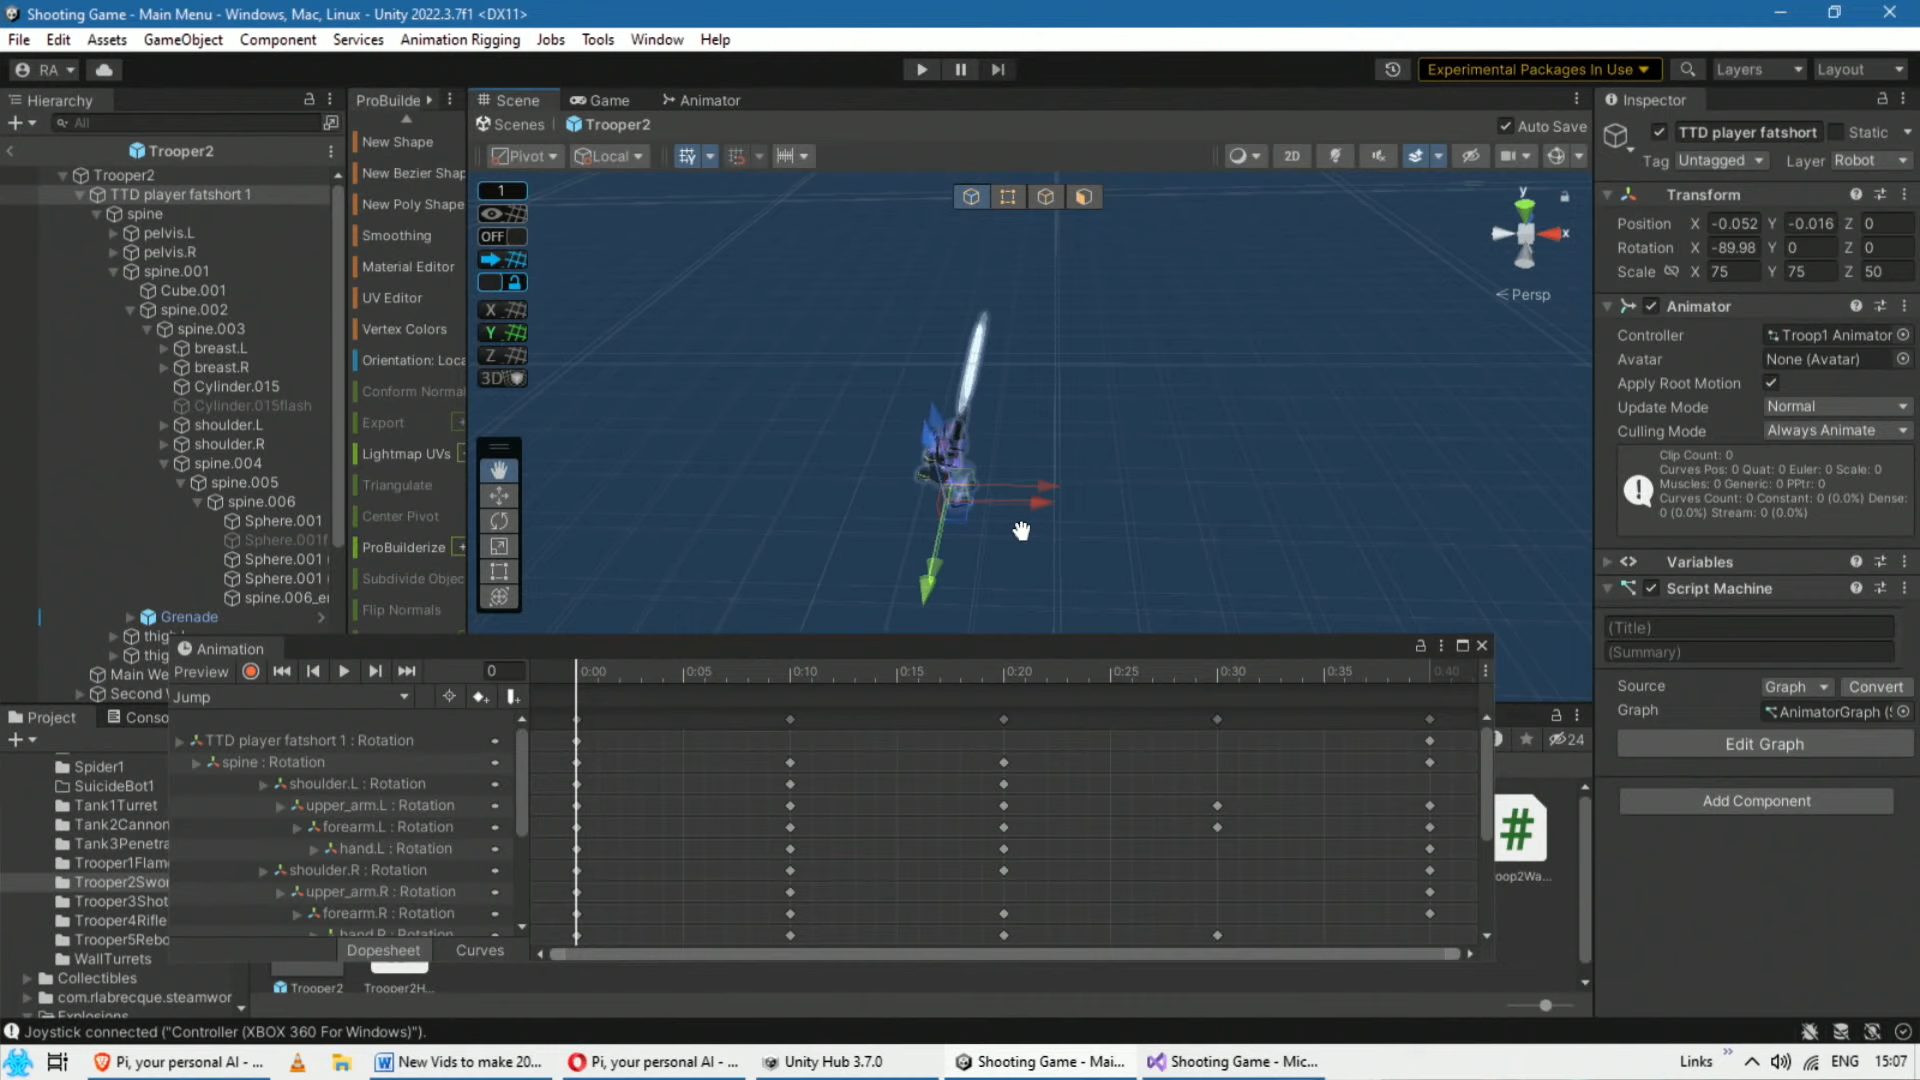 Shooting Game - Main Menu - Windows, Mac, Linux - Unity 2022.3.7f1 <DX11>
File Edit Assets GameObject Component Services Animation Rigging Jobs Tools Window Help
RA
Experimental Packages In Use
Layers
Layout
Hierarchy
All
Trooper2
Trooper2
TTD player fatshort 1
spine
pelvis.L
pelvis.R
spine.001
Cube.001
spine.002
spine.003
breast.L
breast.R
Cylinder.015
Cylinder.015flash
shoulder.L
shoulder.R
spine.004
spine.005
spine.006
Sphere.001
Sphere.001f
Sphere.001
Sphere.001
spine.006_e
Grenade
thig
thig
Main We
Second
ProBuilde
New Shape
New Bezier Shap
New Poly Shape
Smoothing
Material Editor
UV Editor
Vertex Colors
Orientation: Loca
Conform Norma
Export
Lightmap UVs
Triangulate
Center Pivot
ProBuilderize
Subdivide Objec
Flip Normals
Scene
Game
Animator
Scenes
Trooper2
Auto Save
Pivot
Local
2D
1
OFF
X
Y
Z
3D
y
x
Persp
Inspector
TTD player fatshort
Static
Tag Untagged
Layer Robot
Transform
Position X -0.052 Y -0.016 Z 0
Rotation X -89.98 Y 0 Z 0
Scale X 75 Y 75 Z 50
Animator
Controller Troop1 Animator
Avatar None (Avatar)
Apply Root Motion
Update Mode Normal
Culling Mode Always Animate
Clip Count: 0
Curves Pos: 0 Quat: 0 Euler: 0 Scale: 0
Muscles: 0 Generic: 0 PPtr: 0
Curves Count: 0 Constant: 0 (0.0%) Dense:
0 (0.0%) Stream: 0 (0.0%)
Variables
Script Machine
(Title)
(Summary)
Source Graph Convert
Graph AnimatorGraph (
Edit Graph
Add Component
Animation
Preview 0
0:00 0:05 0:10 0:15 0:20 0:25 0:30 0:35 0:40
Jump
TTD player fatshort 1 : Rotation
spine : Rotation
shoulder.L : Rotation
upper_arm.L : Rotation
forearm.L : Rotation
hand.L : Rotation
shoulder.R : Rotation
upper_arm.R : Rotation
forearm.R : Rotation
hand.R : Rotation
Dopesheet
Curves
Project
Conso
Spider1
SuicideBot1
Tank1Turret
Tank2Cannon
Tank3Penetra
Trooper1Flam
Trooper2Swo
Trooper3Shot
Trooper4Rifle
Trooper5Rebo
WallTurrets
Collectibles
com.rlabrecque.steamwor
Explosions
24
#
oop2Wa...
Trooper2
Trooper2H...
Joystick connected ("Controller (XBOX 360 For Windows)").
Pi, your personal AI - ...
New Vids to make 20...
Pi, your personal AI - ...
Unity Hub 3.7.0
Shooting Game - Mai...
Shooting Game - Mic...
Links
ENG
15:07